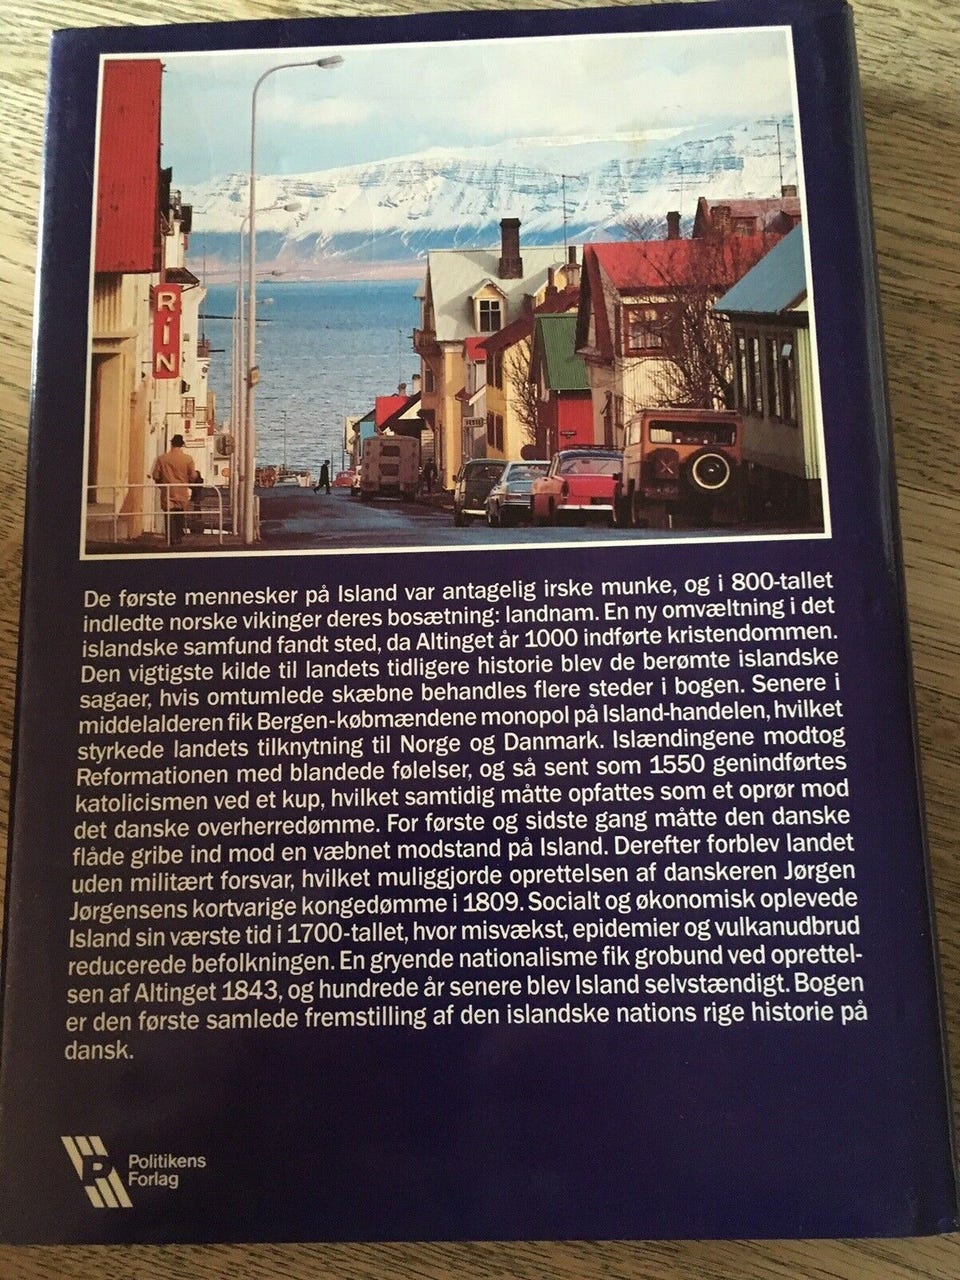 RÍN
De første mennesker på Island var antagelig irske munke, og i 800-tallet
indledte norske vikinger deres bosætning: landnam. En ny omvæltning i det
islandske samfund fandt sted, da Altinget år 1000 indførte kristendommen.
Den vigtigste kilde til landets tidligere historie blev de berømte islandske
sagaer, hvis omtumlede skæbne behandles flere steder i bogen. Senere i
middelalderen fik Bergen-købmændene monopol på Island-handelen, hvilket
styrkede landets tilknytning til Norge og Danmark. Islændingene modtog
Reformationen med blandede følelser, og så sent som 1550 genindførtes
katolicismen ved et kup, hvilket samtidig måtte opfattes som et oprør mod
det danske overherredømme. For første og sidste gang måtte den danske
flåde gribe ind mod en væbnet modstand på Island. Derefter forblev landet
uden militært forsvar, hvilket muliggjorde oprettelsen af danskeren Jørgen
Jørgensens kortvarige kongedømme i 1809. Socialt og økonomisk oplevede
Island sin værste tid i 1700-tallet, hvor misvækst, epidemier og vulkanudbrud
reducerede befolkningen. En gryende nationalisme fik grobund ved oprettel-
sen af Altinget 1843, og hundrede år senere blev Island selvstændigt. Bogen
er den første samlede fremstilling af den islandske nations rige historie på
dansk.
P
Politikens
Forlag